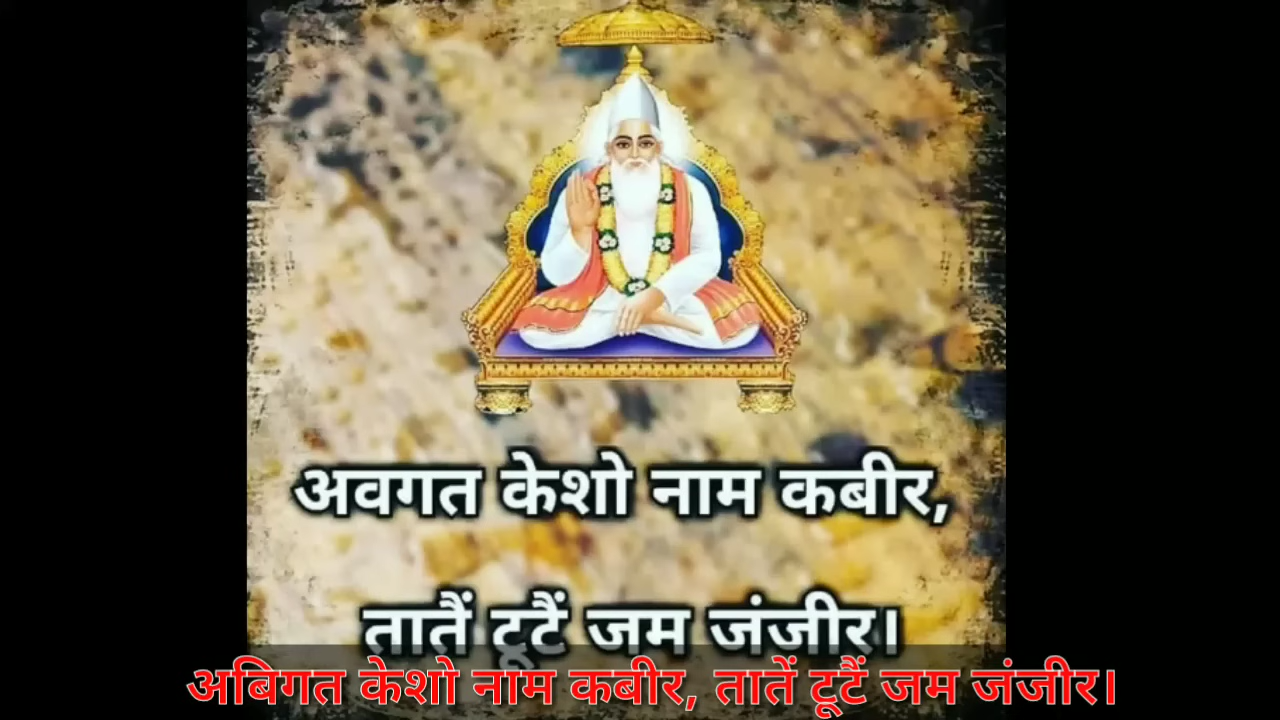 अवगत केशो नाम कबीर,
तातैं टूटैं जम जंजीर।
अबिगत केशो नाम कबीर, तातें टूटैं जम जंजीर।